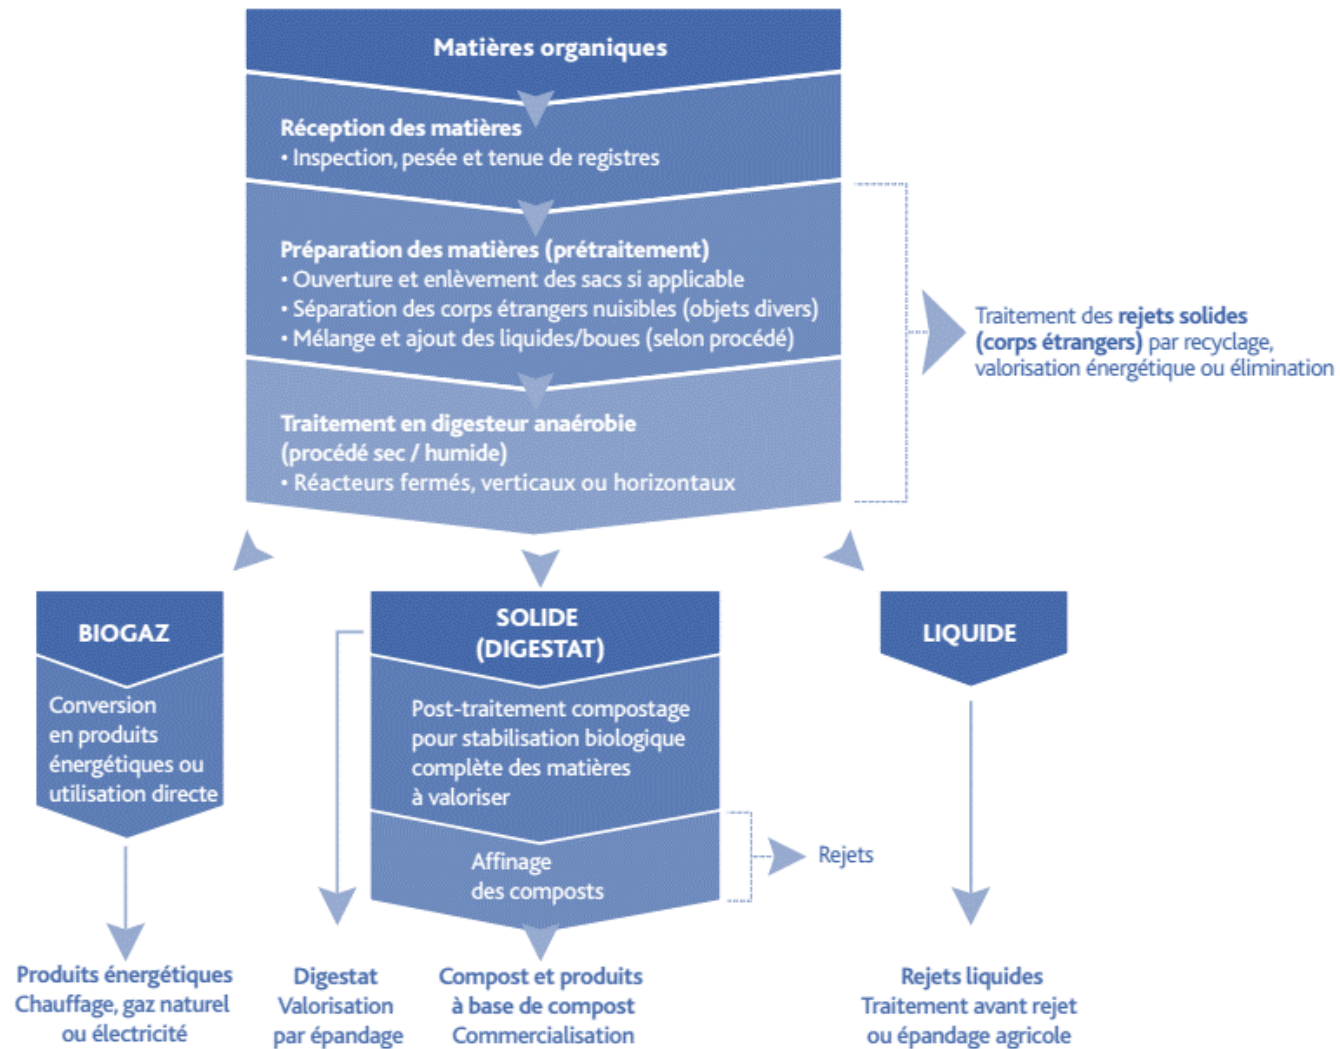 Matières organiques
Réception des matières
• Inspection, pesée et tenue de registres
Préparation des matières (prétraitement)
• Ouverture et enlèvement des sacs si applicable
• Séparation des corps étrangers nuisibles (objets divers)
• Mélange et ajout des liquides/boues (selon procédé)
Traitement des rejets solides
(corps étrangers) par recyclage,
valorisation énergétique ou élimination
Traitement en digesteur anaérobie
(procédé sec / humide)
• Réacteurs fermés, verticaux ou horizontaux
BIOGAZ
Conversion
en produits
énergétiques ou
utilisation directe
SOLIDE
(DIGESTAT)
Post-traitement compostage
pour stabilisation biologique
complète des matières
à valoriser
Affinage
des composts
Rejets
LIQUIDE
Produits énergétiques
Chauffage, gaz naturel
ou électricité
Digestat
Valorisation
par épandage
Compost et produits
à base de compost
Commercialisation
Rejets liquides
Traitement avant rejet
ou épandage agricole